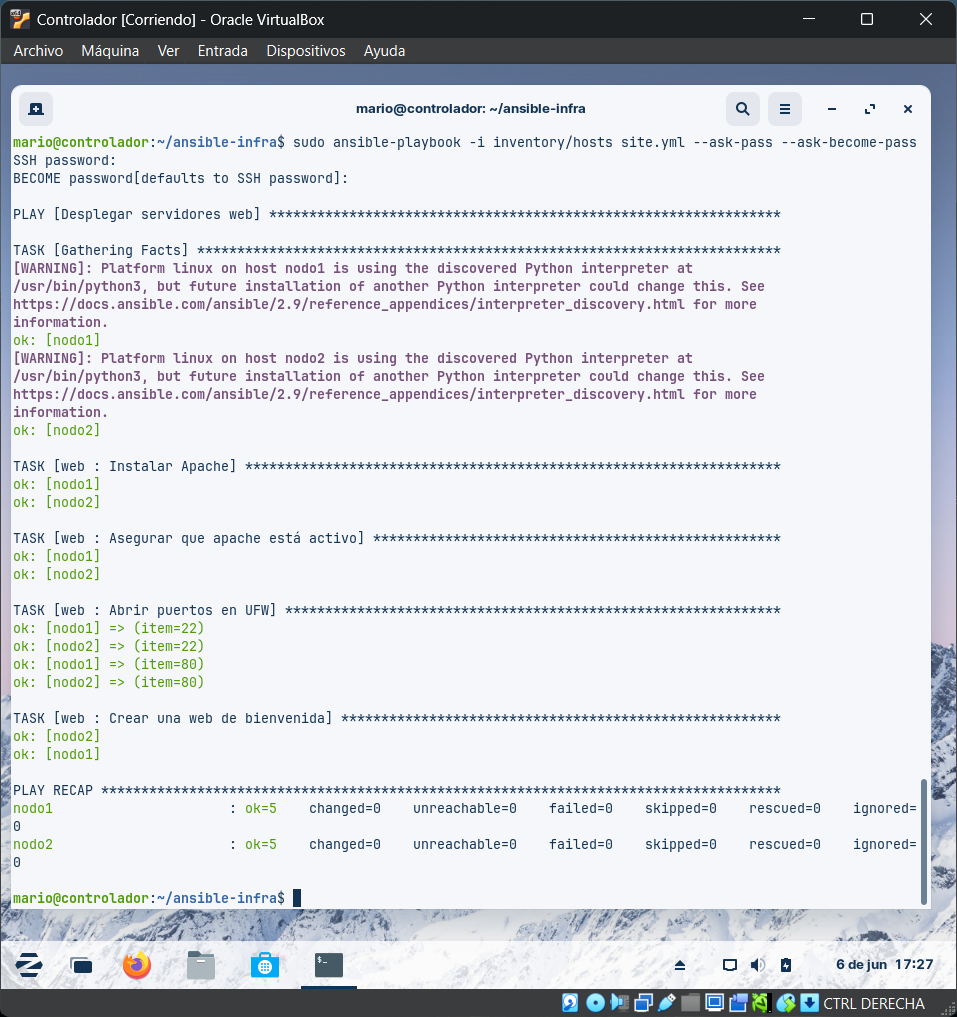 Controlador [Corriendo] - Oracle VirtualBox
Archivo Máquina Ver Entrada Dispositivos Ayuda
mario@controlador: ~/ansible-infra
mario@controlador:~/ansible-infra$ sudo ansible-playbook -i inventory/hosts site.yml --ask-pass --ask-become-pass
SSH password:
BECOME password[defaults to SSH password]:
PLAY [Desplegar servidores web] ****************************************************************
TASK [Gathering Facts] *************************************************************************
[WARNING]: Platform linux on host nodo1 is using the discovered Python interpreter at
/usr/bin/python3, but future installation of another Python interpreter could change this. See
https://docs.ansible.com/ansible/2.9/reference_appendices/interpreter_discovery.html for more
information.
ok: [nodo1]
[WARNING]: Platform linux on host nodo2 is using the discovered Python interpreter at
/usr/bin/python3, but future installation of another Python interpreter could change this. See
https://docs.ansible.com/ansible/2.9/reference_appendices/interpreter_discovery.html for more
information.
ok: [nodo2]
TASK [web : Instalar Apache] *******************************************************************
ok: [nodo1]
ok: [nodo2]
TASK [web : Asegurar que apache está activo] ***************************************************
ok: [nodo1]
ok: [nodo2]
TASK [web : Abrir puertos en UFW] **************************************************************
ok: [nodo1] => (item=22)
ok: [nodo2] => (item=22)
ok: [nodo1] => (item=80)
ok: [nodo2] => (item=80)
TASK [web : Crear una web de bienvenida] *******************************************************
ok: [nodo2]
ok: [nodo1]
PLAY RECAP *************************************************************************************
nodo1 : ok=5 changed=0 unreachable=0 failed=0 skipped=0 rescued=0 ignored=
0
nodo2 : ok=5 changed=0 unreachable=0 failed=0 skipped=0 rescued=0 ignored=
0
mario@controlador:~/ansible-infra$
6 de jun 17:27
CTRL DERECHA